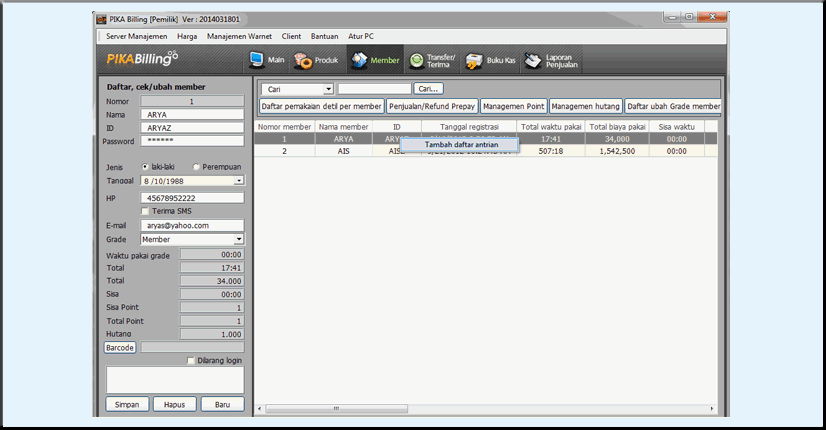 PIKA Billing [Pemilik] Ver : 2014031801
Server Manajemen Harga Manajemen Warnet Client Bantuan Atur PC
PIKABilling Main Produk Member Transfer/ Terima Buku Kas Laporan Penjualan
Daftar, cek/ubah member
Nomor 1
Nama ARYA
ID ARYAZ
Password ******
Jenis laki-laki Perempuan
Tanggal 8 /10/1988
HP 45678952222
Terima SMS
E-mail aryas@yahoo.com
Grade Member
Waktu pakai grade 00:00
Total 17:41
Total 34.000
Sisa 00:00
Sisa Point 1
Total Point 1
Hutang 1.000
Barcode
Dilarang login
Simpan Hapus Baru
Cari Cari...
Daftar pemakaian detil per member Penjualan/Refund Prepay Managemen Point Managemen hutang Daftar ubah Grade member
Nomor member Nama member ID Tanggal registrasi Total waktu pakai Total biaya pakai Sisa waktu
1 ARYA 17:41 34,000 00:00
Tambah daftar antrian
2 AIS 507:18 1,542,500 00:00